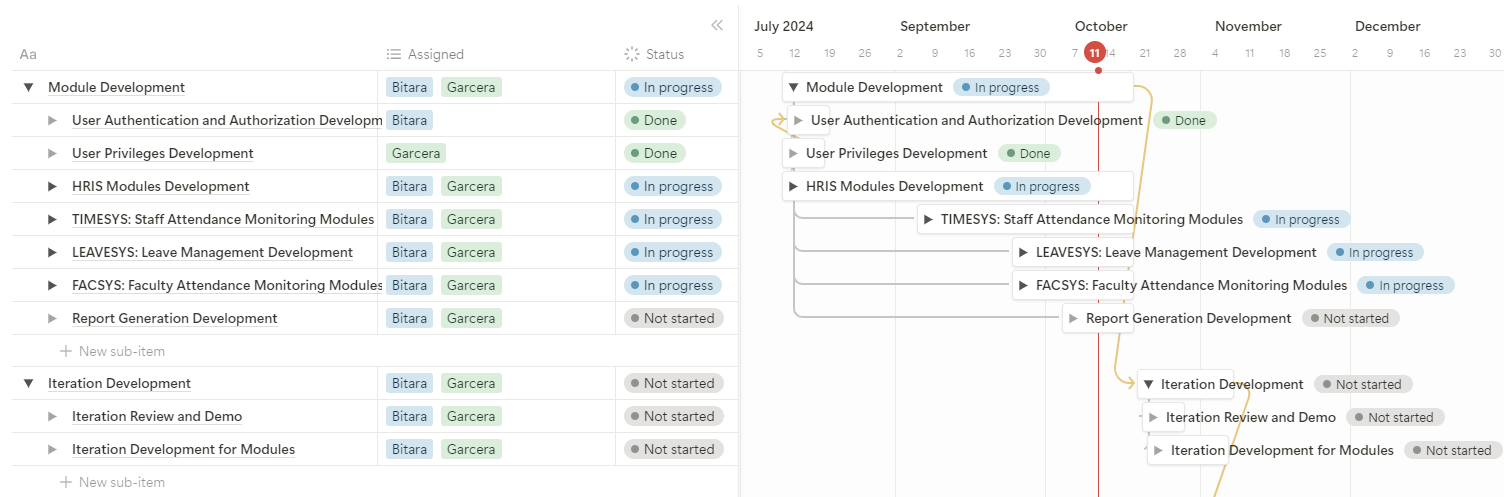 July 2024 September October November December
Aa Assigned Status 5 12 19 26 2 9 16 23 30 7 11 14 21 28 4 11 18 25 2 9 16 23 30
Module Development Bitara Garcera In progress Module Development In progress
User Authentication and Authorization Developm Bitara Done User Authentication and Authorization Development Done
User Privileges Development Garcera Done User Privileges Development Done
HRIS Modules Development Bitara Garcera In progress HRIS Modules Development In progress
TIMESYS: Staff Attendance Monitoring Modules Bitara Garcera In progress TIMESYS: Staff Attendance Monitoring Modules In progress
LEAVESYS: Leave Management Development Bitara Garcera In progress LEAVESYS: Leave Management Development In progress
FACSYS: Faculty Attendance Monitoring Modules Bitara Garcera In progress FACSYS: Faculty Attendance Monitoring Modules In progress
Report Generation Development Bitara Garcera Not started Report Generation Development Not started
New sub-item
Iteration Development Bitara Garcera Not started Iteration Development Not started
Iteration Review and Demo Bitara Garcera Not started Iteration Review and Demo Not started
Iteration Development for Modules Bitara Garcera Not started Iteration Development for Modules Not started
New sub-item